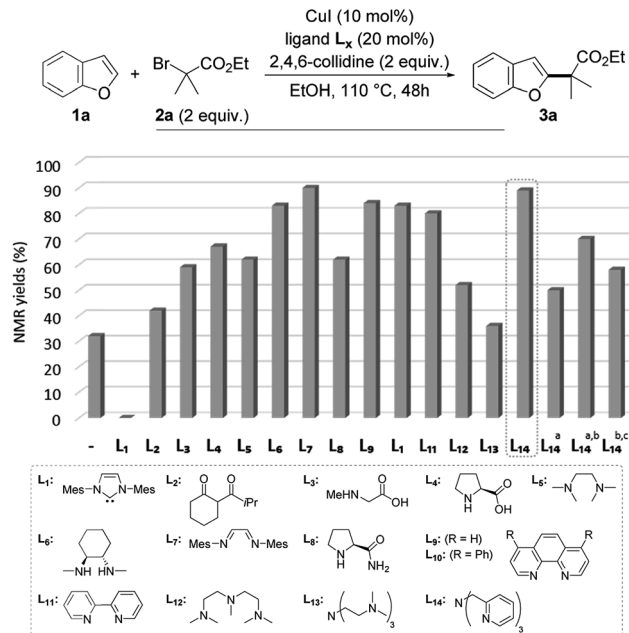 CuI (10 mol%)
ligand Lₓ (20 mol%)
2,4,6-collidine (2 equiv.)
EtOH, 110 °C, 48h
O
1a
+
Br
CO₂Et
2a (2 equiv.)
O
CO₂Et
3a
NMR yields (%)
100
90
80
70
60
50
40
30
20
10
0
- L₁ L₂ L₃ L₄ L₅ L₆ L₇ L₈ L₉ L₁ L₁₁ L₁₂ L₁₃ L₁₄ L₁₄ᵃ L₁₄ᵃ,ᵇ L₁₄ᵇ,ᶜ
L₁: Mes N N Mes
L₂: O O iPr
L₃: MeHN O OH
L₄: N H O OH
L₅: N N
L₆: NH HN
L₇: Mes N N Mes
L₈: N H O NH₂
L₉: (R = H)
L₁₀: (R = Ph)
R R N N
L₁₁: N N
L₁₂: N N N
L₁₃: N ( N )₃
L₁₄: N ( N )₃